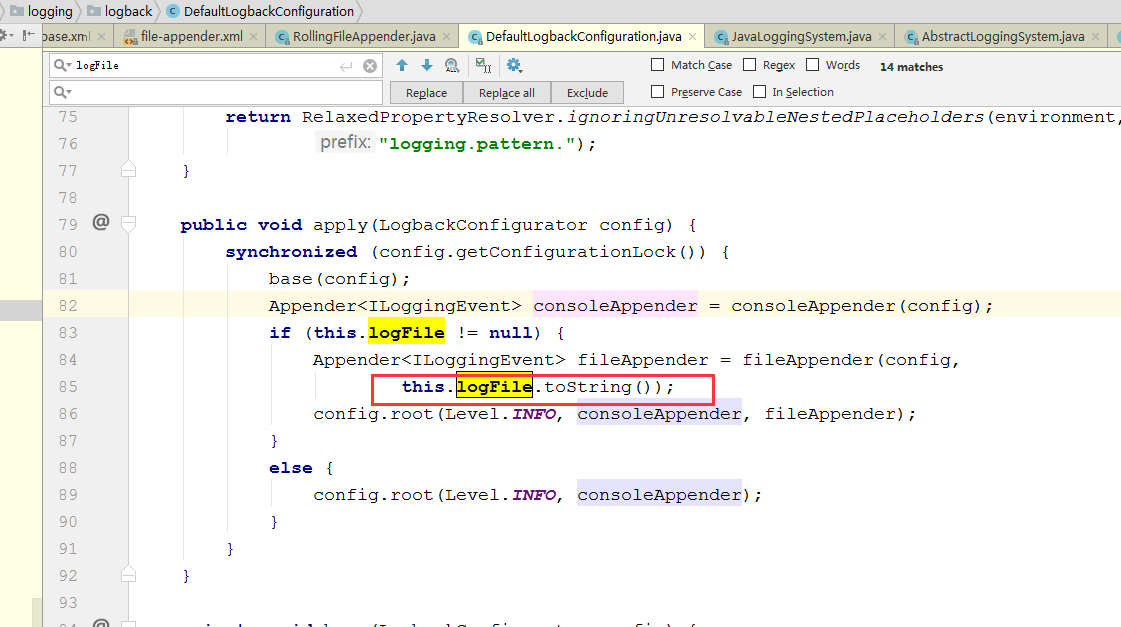 logging logback DefaultLogbackConfiguration
base.xml file-appender.xml RollingFileAppender.java DefaultLogbackConfiguration.java JavaLoggingSystem.java AbstractLoggingSystem.java
logFile Match Case Regex Words 14 matches
Replace Replace all Exclude Preserve Case In Selection
75 return RelaxedPropertyResolver.ignoringUnresolvableNestedPlaceholders(environment,
76 prefix: "logging.pattern.");
77 }
78
79 @ public void apply(LogbackConfigurator config) {
80 synchronized (config.getConfigurationLock()) {
81 base(config);
82 Appender<ILoggingEvent> consoleAppender = consoleAppender(config);
83 if (this.logFile != null) {
84 Appender<ILoggingEvent> fileAppender = fileAppender(config,
85 this.logFile.toString());
86 config.root(Level.INFO, consoleAppender, fileAppender);
87 }
88 else {
89 config.root(Level.INFO, consoleAppender);
90 }
91 }
92 }
93